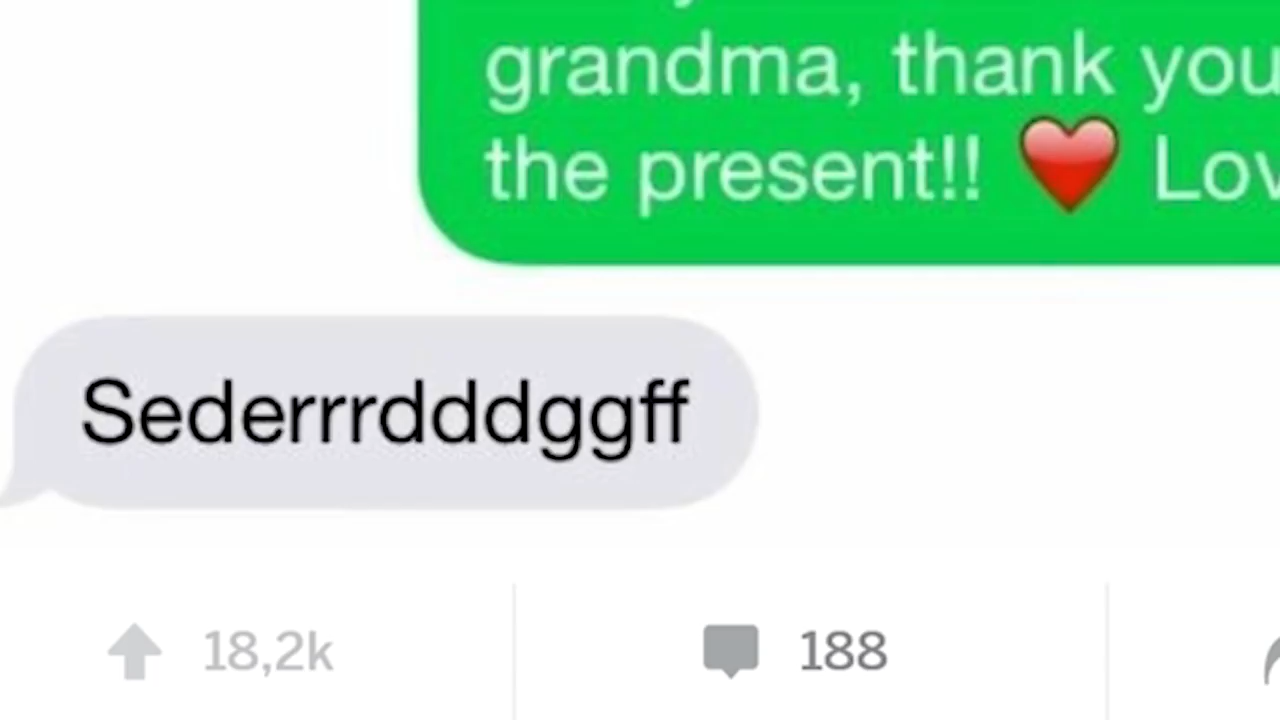 grandma, thank you
the present!! ❤️
Sederrrdddggff
18,2k
188